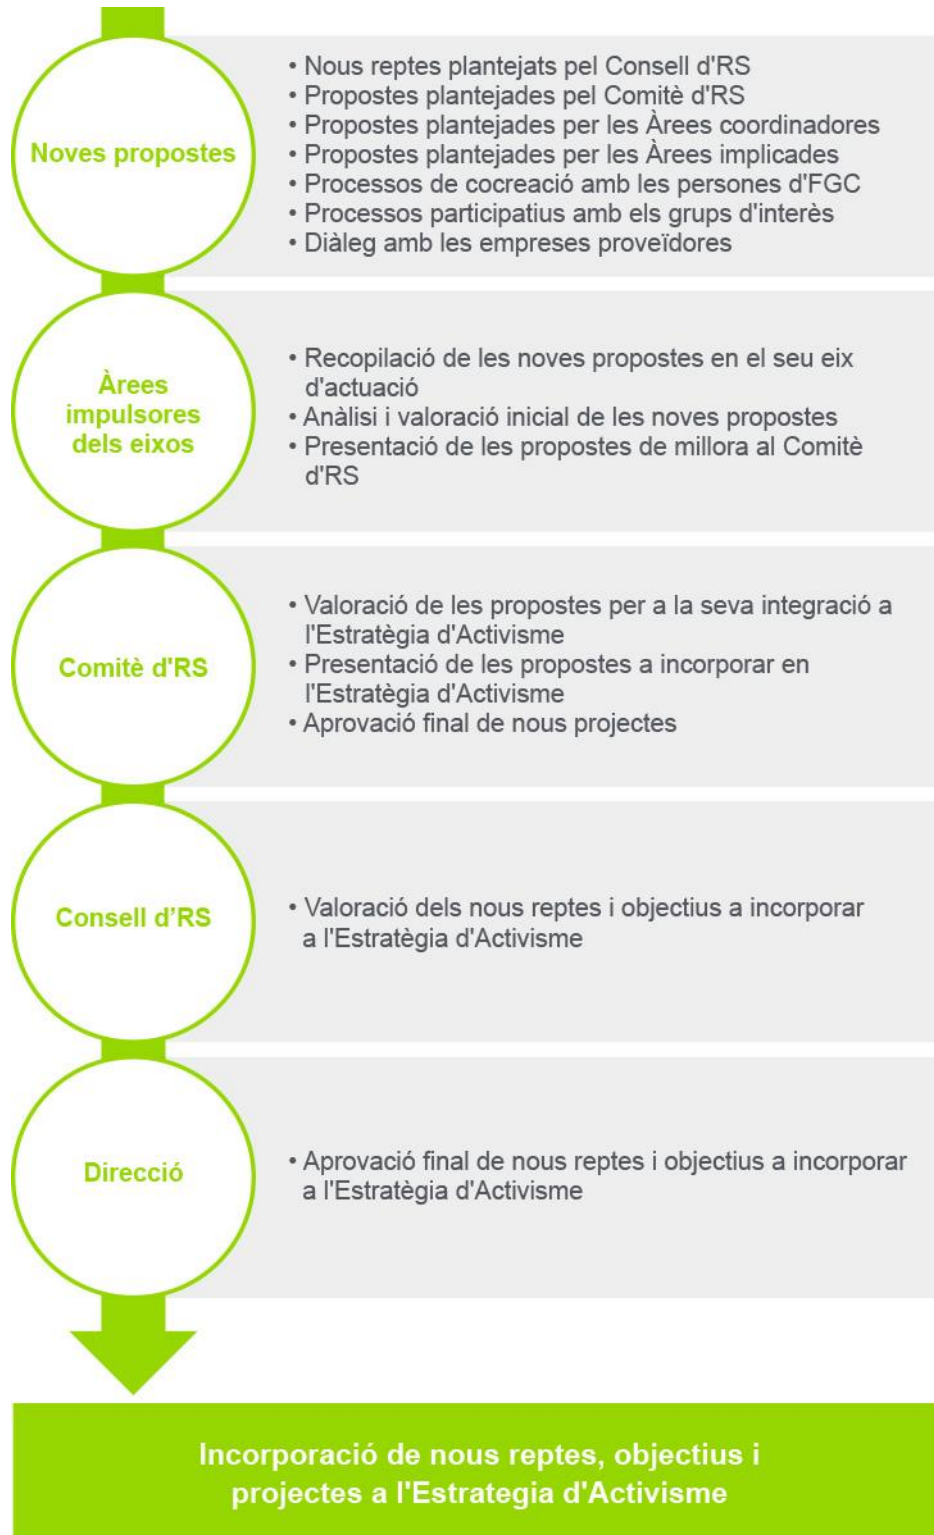 Noves propostes
• Nous reptes plantejats pel Consell d'RS
• Propostes plantejades pel Comitè d'RS
• Propostes plantejades per les Àrees coordinadores
• Propostes plantejades per les Àrees implicades
• Processos de cocreació amb les persones d'FGC
• Processos participatius amb els grups d'interès
• Diàleg amb les empreses proveïdores
Àrees
impulsores
dels eixos
• Recopilació de les noves propostes en el seu eix
d'actuació
• Anàlisi i valoració inicial de les noves propostes
• Presentació de les propostes de millora al Comitè
d'RS
Comitè d'RS
• Valoració de les propostes per a la seva integració a
l'Estratègia d'Activisme
• Presentació de les propostes a incorporar en
l'Estratègia d'Activisme
• Aprovació final de nous projectes
Consell d’RS
• Valoració dels nous reptes i objectius a incorporar
a l'Estratègia d'Activisme
Direcció
• Aprovació final de nous reptes i objectius a incorporar
a l'Estratègia d'Activisme
Incorporació de nous reptes, objectius i
projectes a l'Estrategia d'Activisme